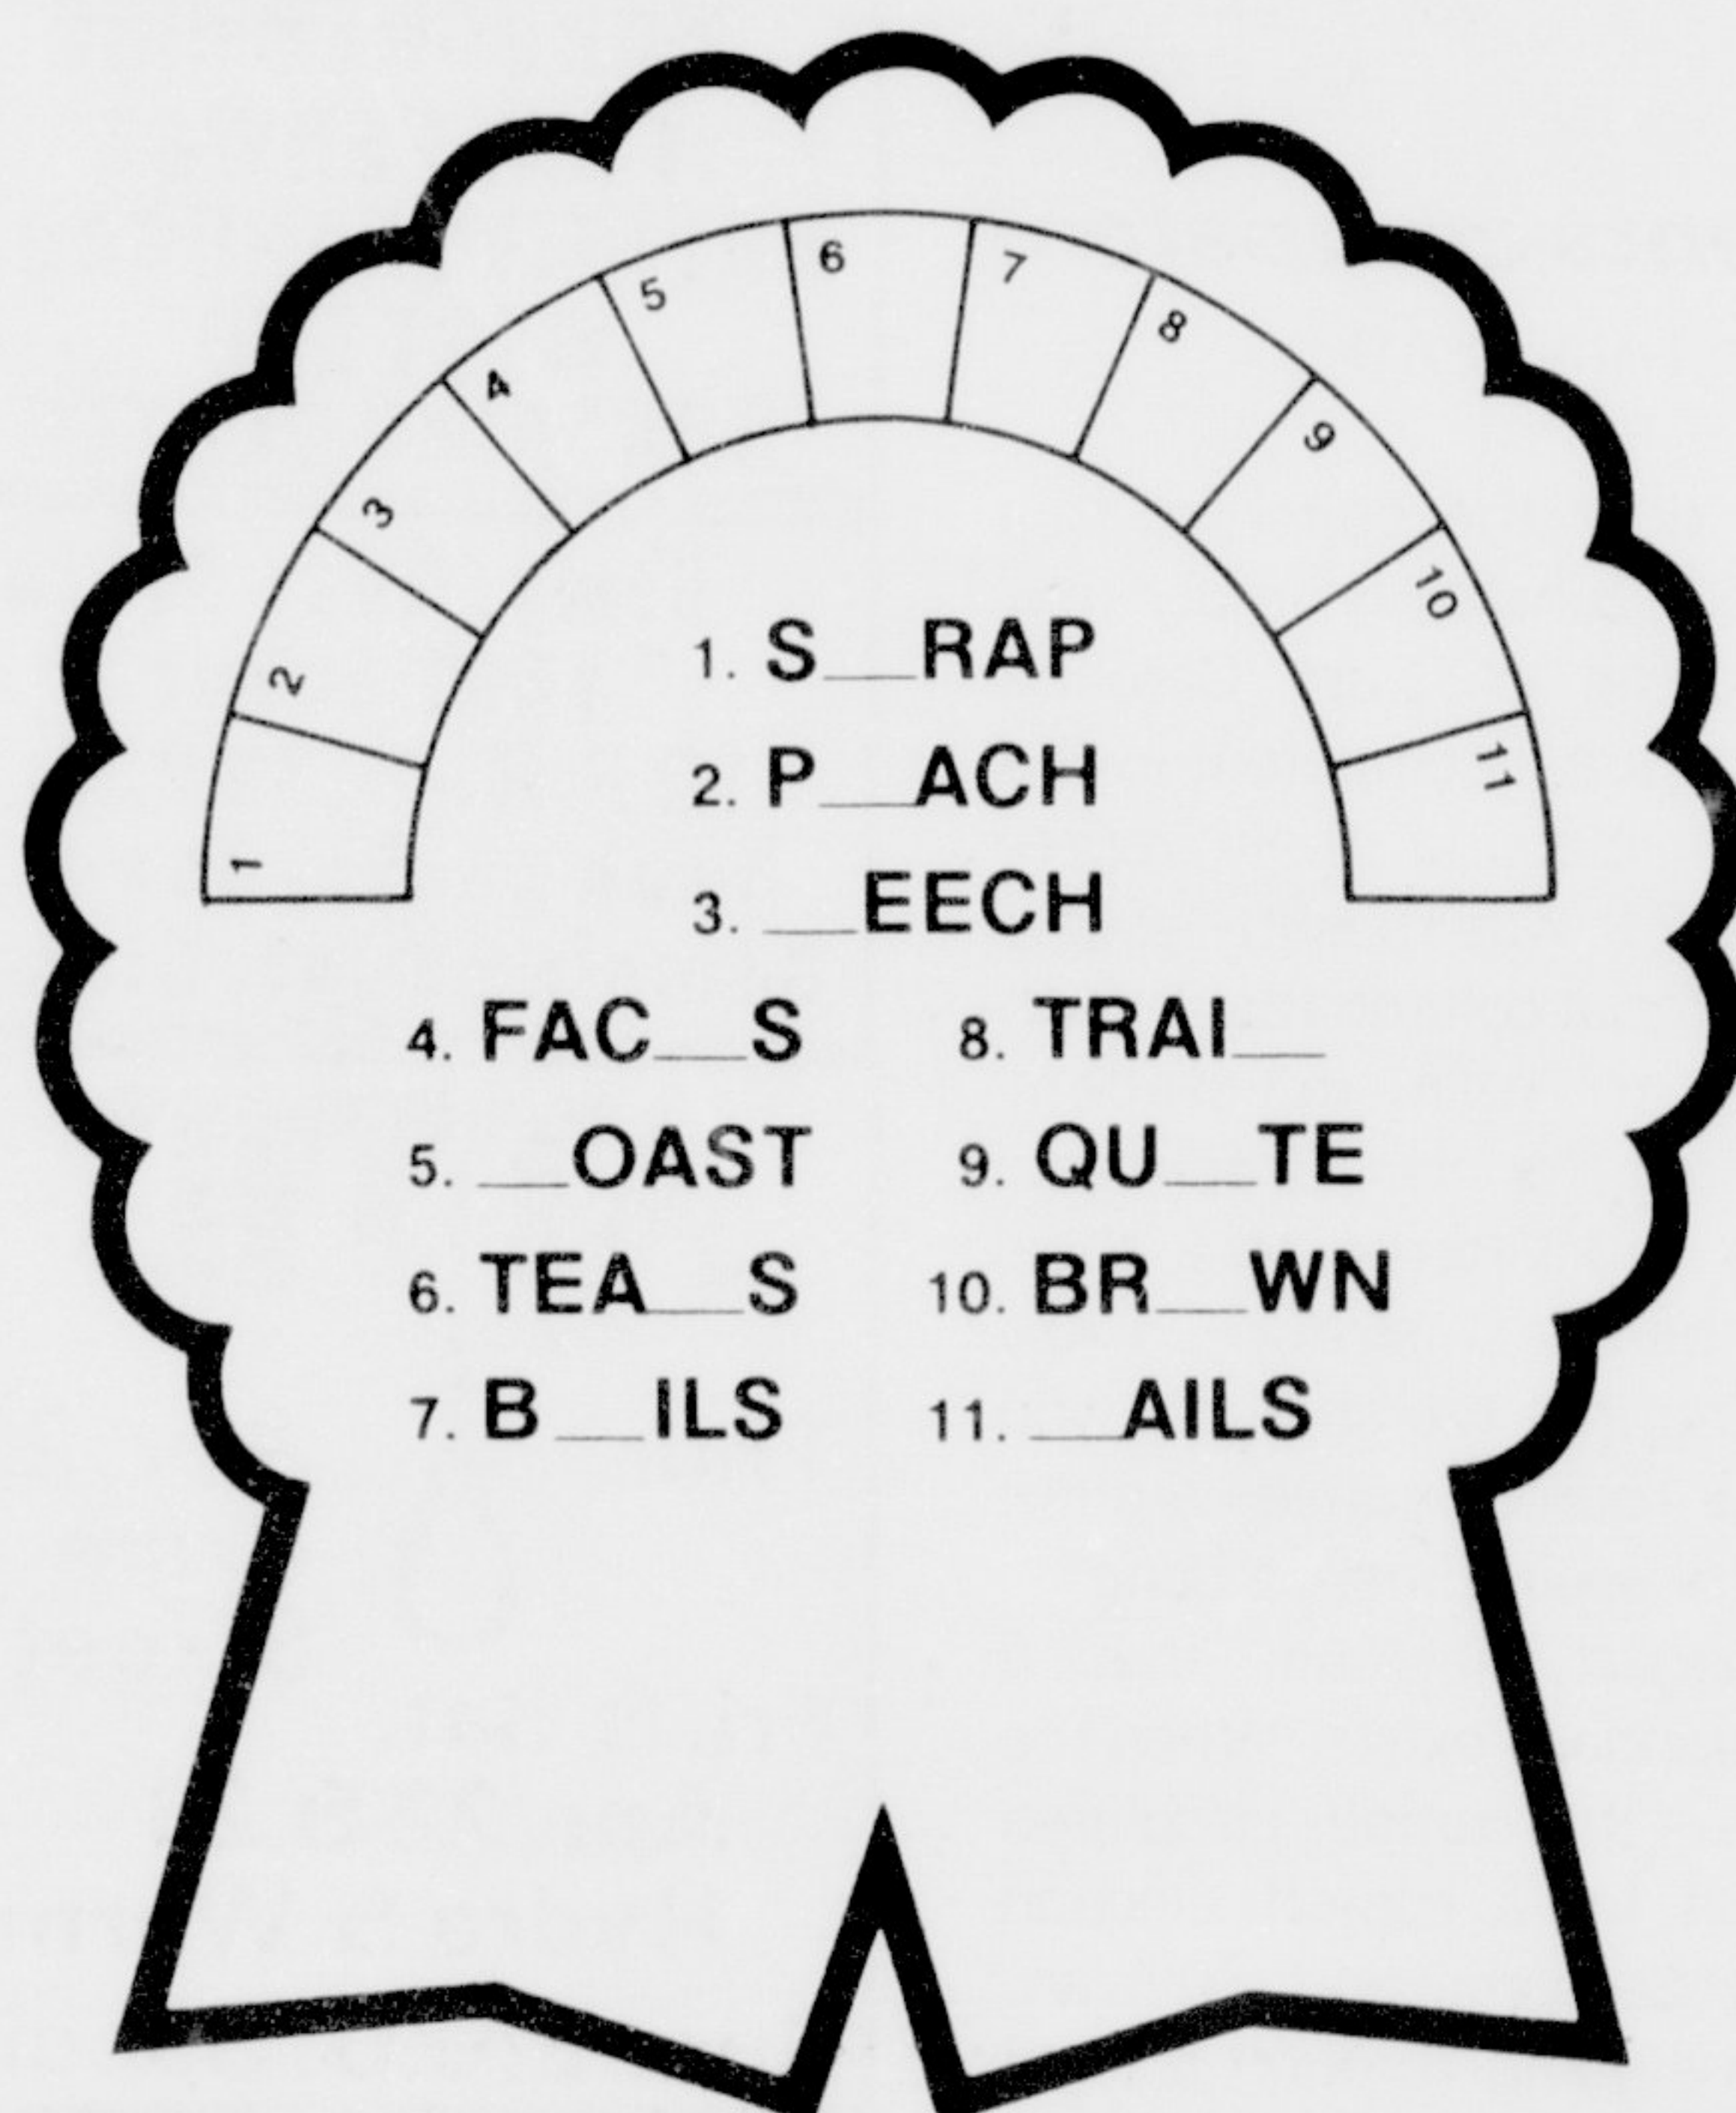 1 2 3 4 5 6 7 8 9 10 11
1. S__RAP
2. P__ACH
3. __EECH
4. FAC__S
8. TRAI__
5. __OAST
9. QU__TE
6. TEA__S
10. BR__WN
7. B__ILS
11. __AILS